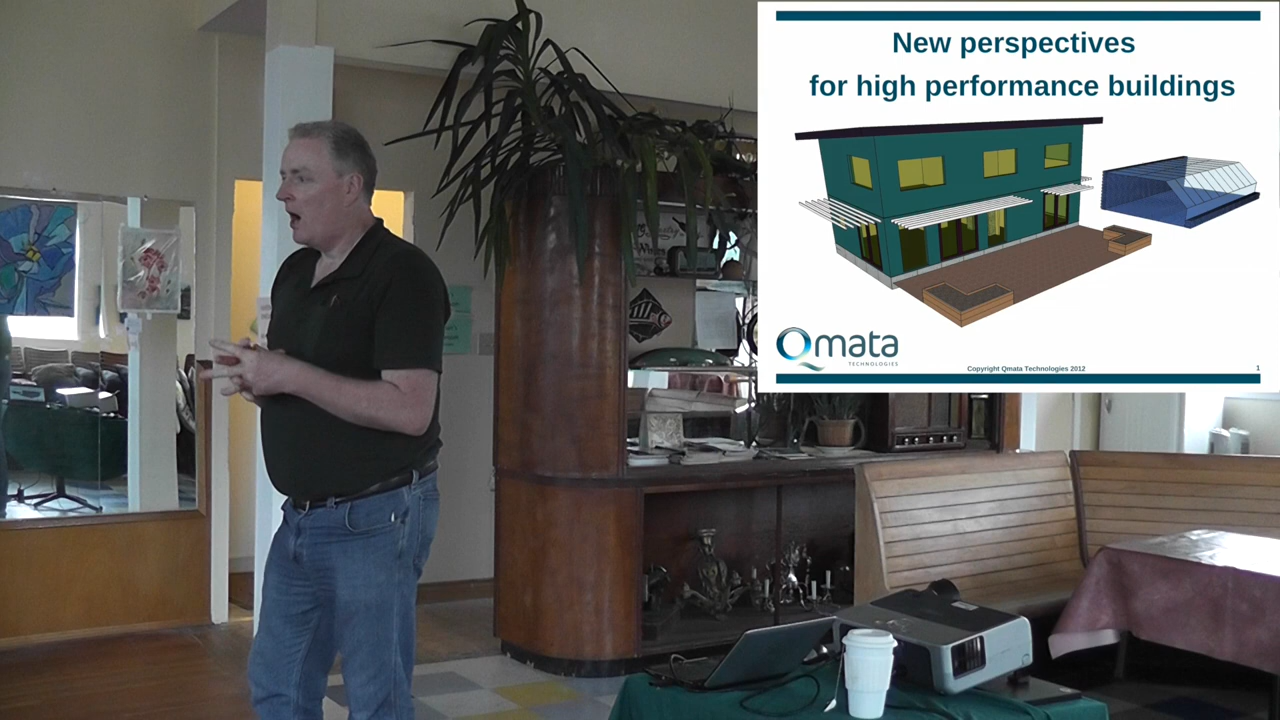 New perspectives
for high performance buildings
Qmata
TECHNOLOGIES
Copyright Qmata Technologies 2012
1